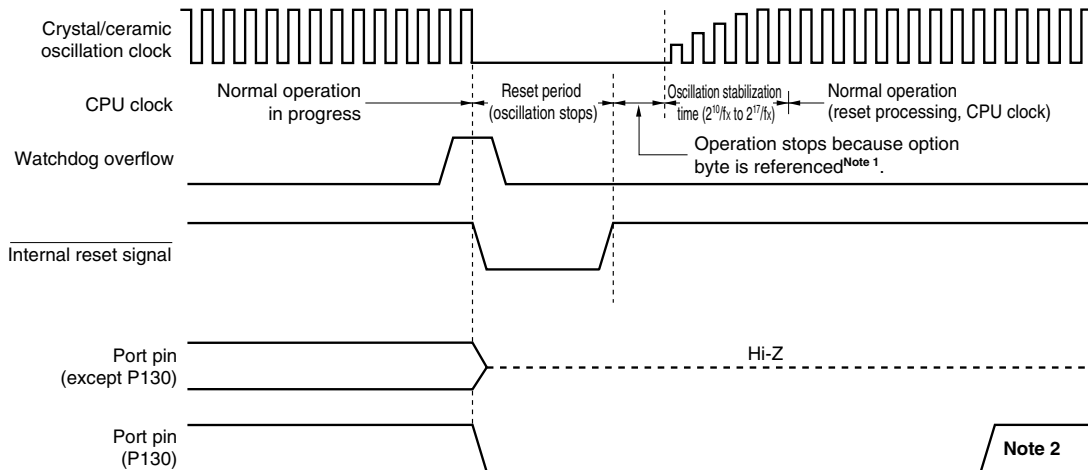 Crystal/ceramic
oscillation clock
CPU clock
Normal operation
in progress
Reset period
(oscillation stops)
Oscillation stabilization
time (2¹⁰/fx to 2¹⁷/fx)
Normal operation
(reset processing, CPU clock)
Operation stops because option
byte is referenced Note 1.
Watchdog overflow
Internal reset signal
Port pin
(except P130)
Hi-Z
Port pin
(P130)
Note 2